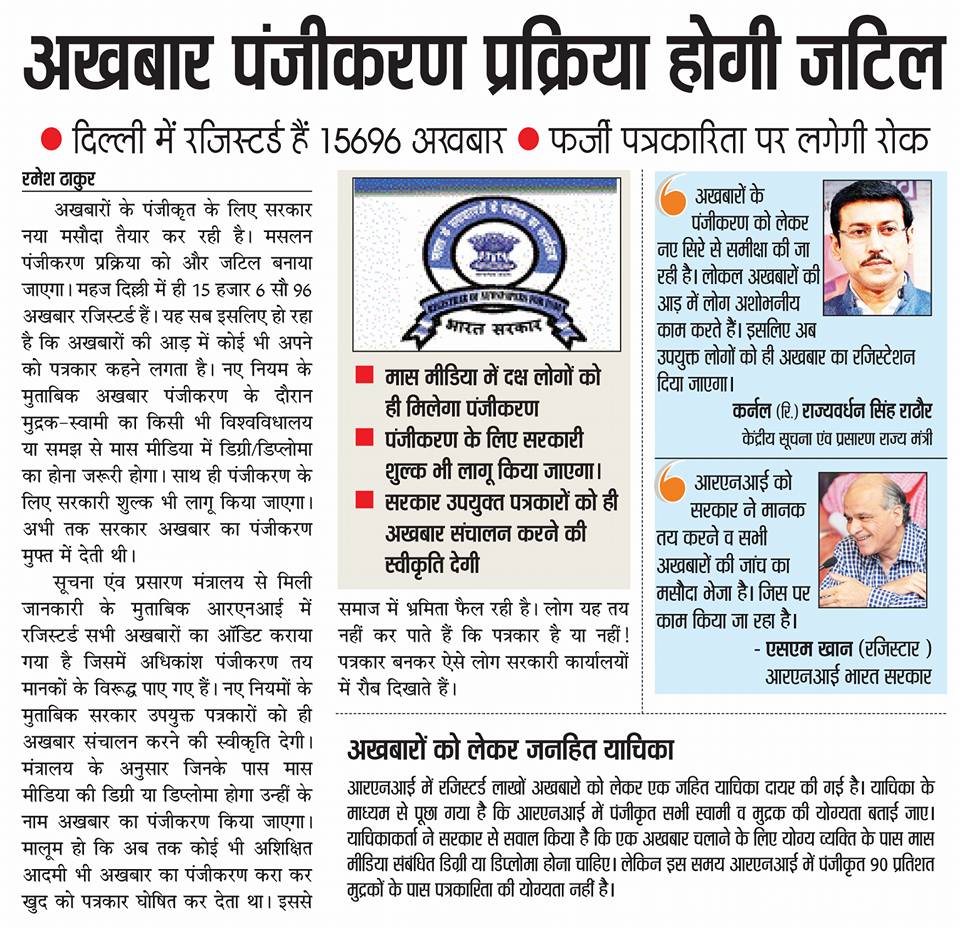 अखबार पंजीकरण प्रक्रिया होगी जटिल
● दिल्ली में रजिस्टर्ड हैं 15696 अखबार ● फर्जी पत्रकारिता पर लगेगी रोक
रमेश ठाकुर
अखबारों के पंजीकृत के लिए सरकार
नया मसौदा तैयार कर रही है। मसलन
पंजीकरण प्रक्रिया को और जटिल बनाया
जाएगा। महज दिल्ली में ही 15 हजार 6 सौ 96
अखबार रजिस्टर्ड हैं। यह सब इसलिए हो रहा
है कि अखबारों की आड़ में कोई भी अपने
को पत्रकार कहने लगता है। नए नियम के
मुताबिक अखबार पंजीकरण के दौरान
मुद्रक-स्वामी का किसी भी विश्वविधालय
या समझ से मास मीडिया में डिग्री/डिप्लोमा
का होना जरूरी होगा। साथ ही पंजीकरण के
लिए सरकारी शुल्क भी लागू किया जाएगा।
अभी तक सरकार अखबार का पंजीकरण
मुफ्त में देती थी।
सूचना एंव प्रसारण मंत्रालय से मिली
जानकारी के मुताबिक आरएनआई में
रजिस्टर्ड सभी अखबारों का ऑडिट कराया
गया है जिसमें अधिकांश पंजीकरण तय
मानकों के विरूद्ध पाए गए हैं। नए नियमों के
मुताबिक सरकार उपयुक्त पत्रकारों को ही
अखबार संचालन करने की स्वीकृति देगी।
मंत्रालय के अनुसार जिनके पास मास
मीडिया की डिग्री या डिप्लोमा होगा उन्हीं के
नाम अखबार का पंजीकरण किया जाएगा।
मालूम हो कि अब तक कोई भी अशिक्षित
आदमी भी अखबार का पंजीकरण करा कर
खुद को पत्रकार घोषित कर देता था। इससे
भारत के समाचारपत्रों के पंजीयक का कार्यालय
REGISTRAR OF NEWSPAPERS FOR INDIA
भारत सरकार
■ मास मीडिया में दक्ष लोगों को
ही मिलेगा पंजीकरण
■ पंजीकरण के लिए सरकारी
शुल्क भी लागू किया जाएगा।
■ सरकार उपयुक्त पत्रकारों को ही
अखबार संचालन करने की
स्वीकृति देगी
समाज में भ्रमिता फैल रही है। लोग यह तय
नहीं कर पाते हैं कि पत्रकार है या नहीं!
पत्रकार बनकर ऐसे लोग सरकारी कार्यालयों
में रौब दिखाते हैं।
अखबारों के
पंजीकरण को लेकर
नए सिरे से समीक्षा की जा
रही है। लोकल अखबारों की
आड़ में लोग अशोभनीय
काम करते हैं। इसलिए अब
उपयुक्त लोगों को ही अखबार का रजिस्टेशन
दिया जाएगा।
कर्नल (रि.) राज्यवर्धन सिंह राठौर
केंद्रीय सूचना एंव प्रसारण राज्य मंत्री
आरएनआई को
सरकार ने मानक
तय करने व सभी
अखबारों की जांच का
मसौदा भेजा है। जिस पर
काम किया जा रहा है।
- एसएम खान (रजिस्टार )
आरएनआई भारत सरकार
अखबारों को लेकर जनहित याचिका
आरएनआई में रजिस्टर्ड लाखों अखबारो को लेकर एक जहित याचिका दायर की गई है। याचिका के
माध्यम से पूछा गया है कि आरएनआई में पंजीकृत सभी स्वामी व मुद्रक की योग्यता बताई जाए।
याचिकाकर्ता ने सरकार से सवाल किया है कि एक अखबार चलाने के लिए योग्य व्यक्ति के पास मास
मीडिया संबंधित डिग्री या डिप्लोमा होना चाहिए। लेकिन इस समय आरएनआई में पंजीकृत 90 प्रतिशत
मुद्रकों के पास पत्रकारिता की योग्यता नहीं है।